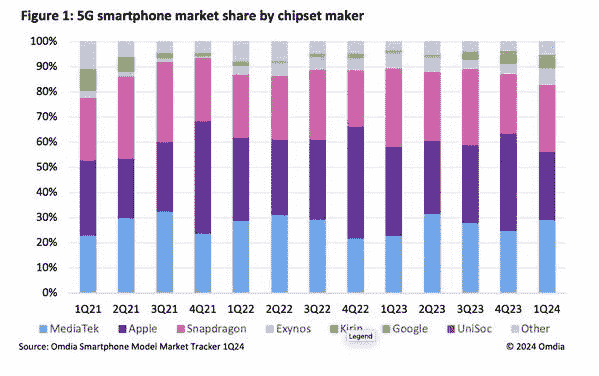 Figure 1: 5G smartphone market share by chipset maker
100%
90%
80%
70%
60%
50%
40%
30%
20%
10%
0%
1Q21 2Q21 3Q21 4Q21 1Q22 2Q22 3Q22 4Q22 1Q23 2Q23 3Q23 4Q23 1Q24
MediaTek Apple Snapdragon Exynos Kirin Google UniSoc Other
Legend
Source: Omdia Smartphone Model Market Tracker 1Q24 © 2024 Omdia